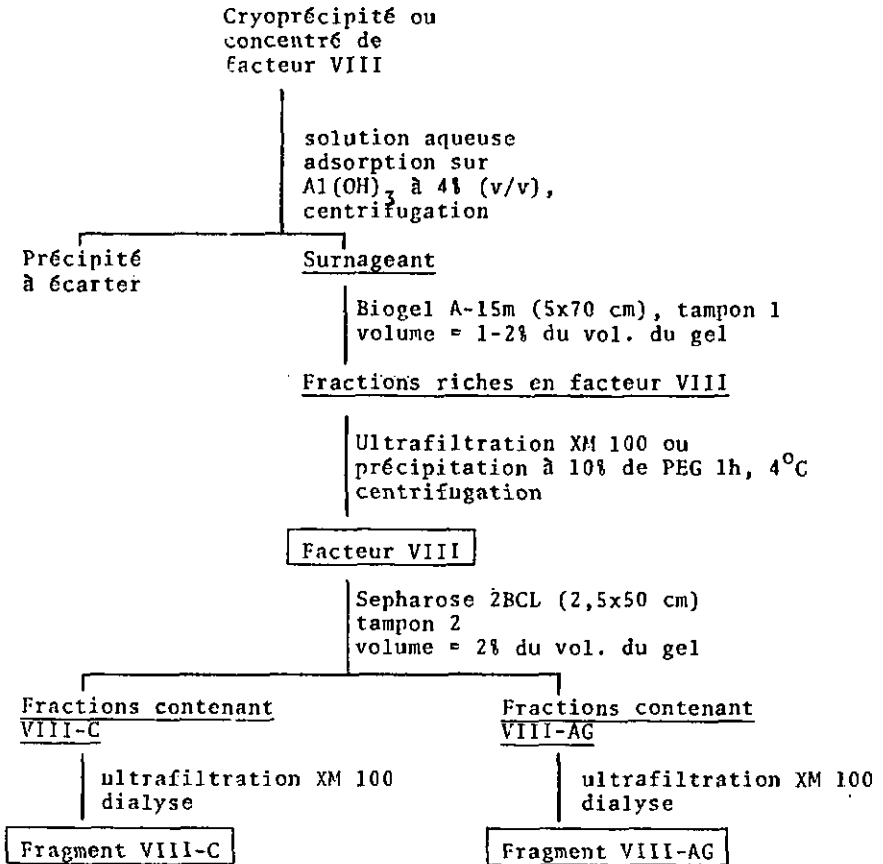 Cryoprécipité ou
concentré de
facteur VIII
solution aqueuse
adsorption sur
Al(OH)3 à 4% (v/v),
centrifugation
Précipité
à écarter
Surnageant
Biogel A-15m (5x70 cm), tampon 1
volume = 1-2% du vol. du gel
Fractions riches en facteur VIII
Ultrafiltration XM 100 ou
précipitation à 10% de PEG 1h, 4°C
centrifugation
Facteur VIII
Sepharose 2BCL (2,5x50 cm)
tampon 2
volume = 2% du vol. du gel
Fractions contenant
VIII-C
Fractions contenant
VIII-AG
ultrafiltration XM 100
dialyse
ultrafiltration XM 100
dialyse
Fragment VIII-C
Fragment VIII-AG